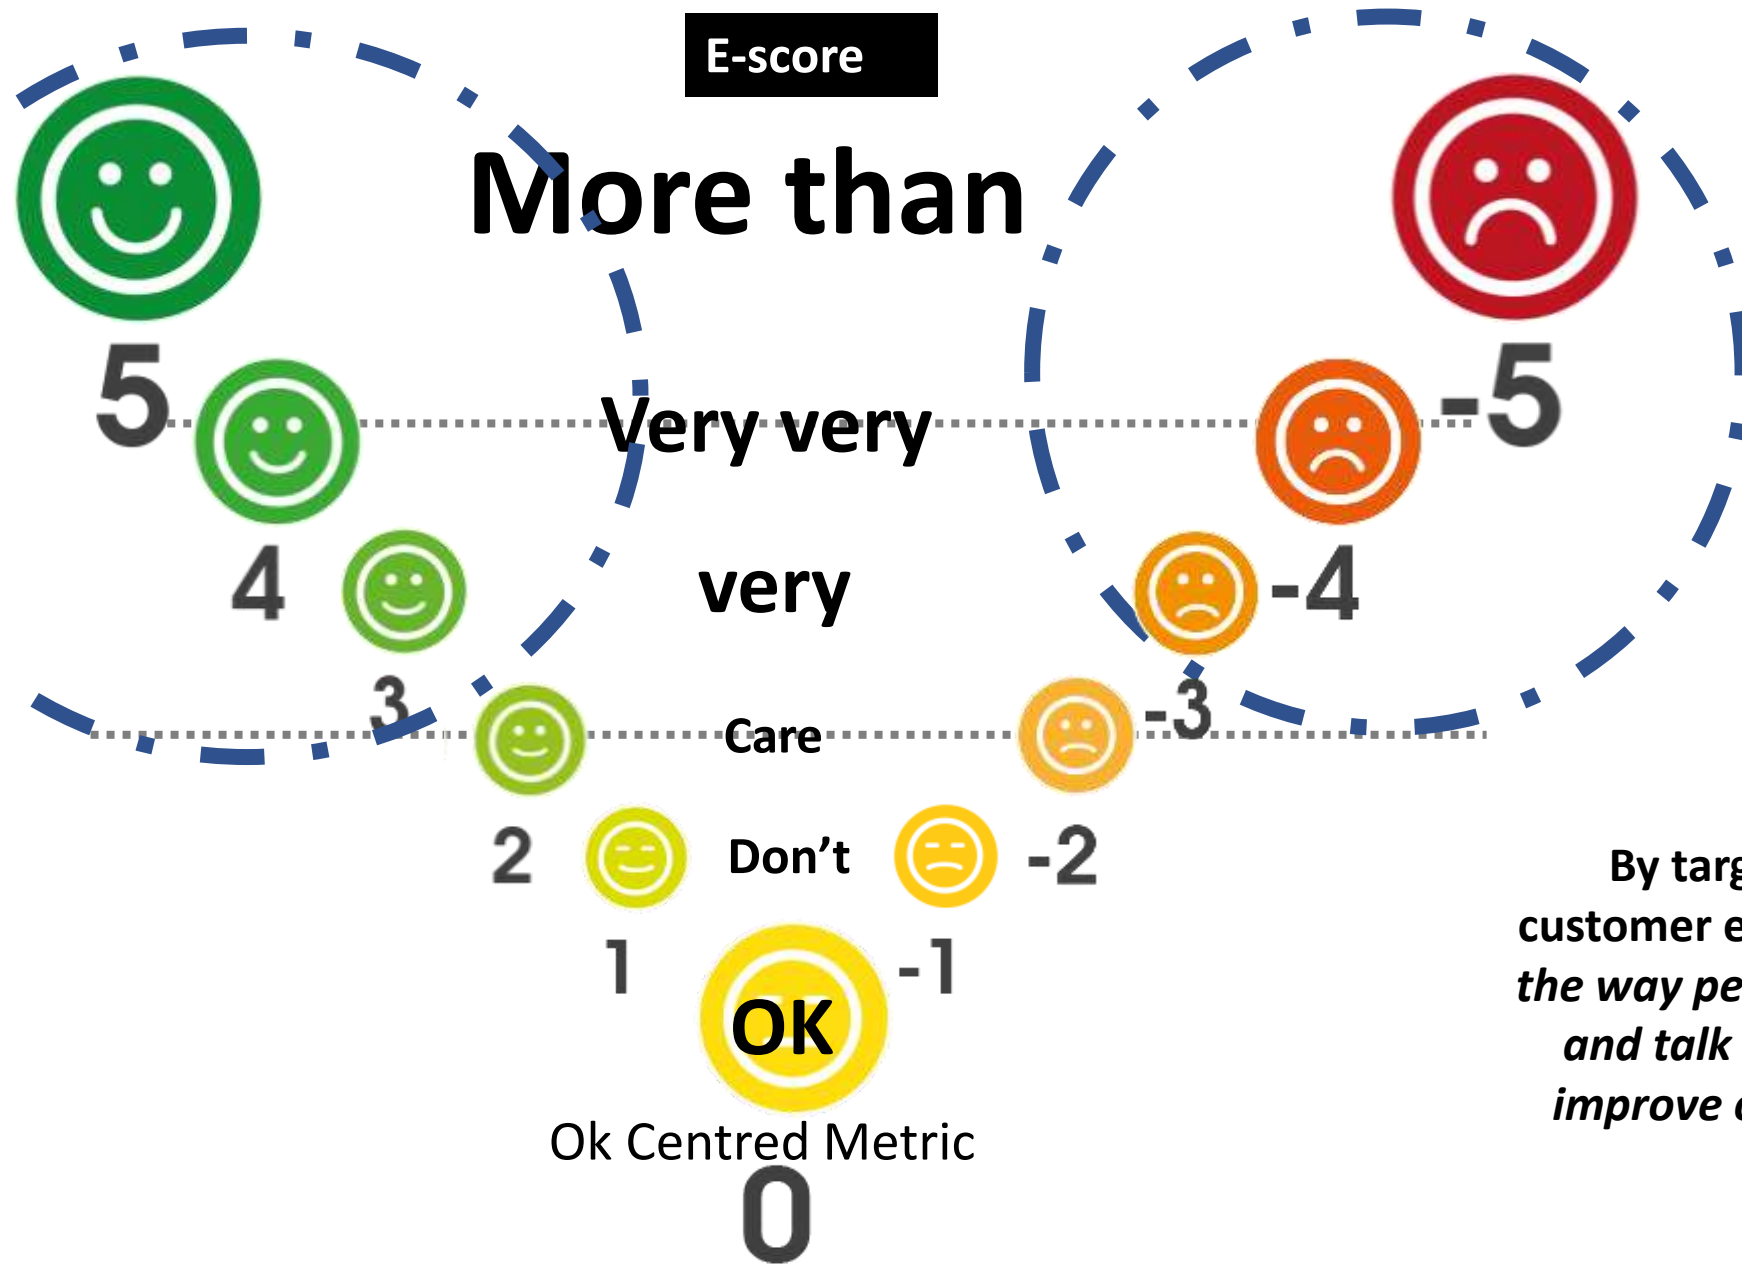 E-score
More than
5
-5
Very very
4
very
-4
3
-3
Care
2
Don't
-2
1
-1
OK
Ok Centred Metric
0
By targ
customer e
the way pe
and talk
improve